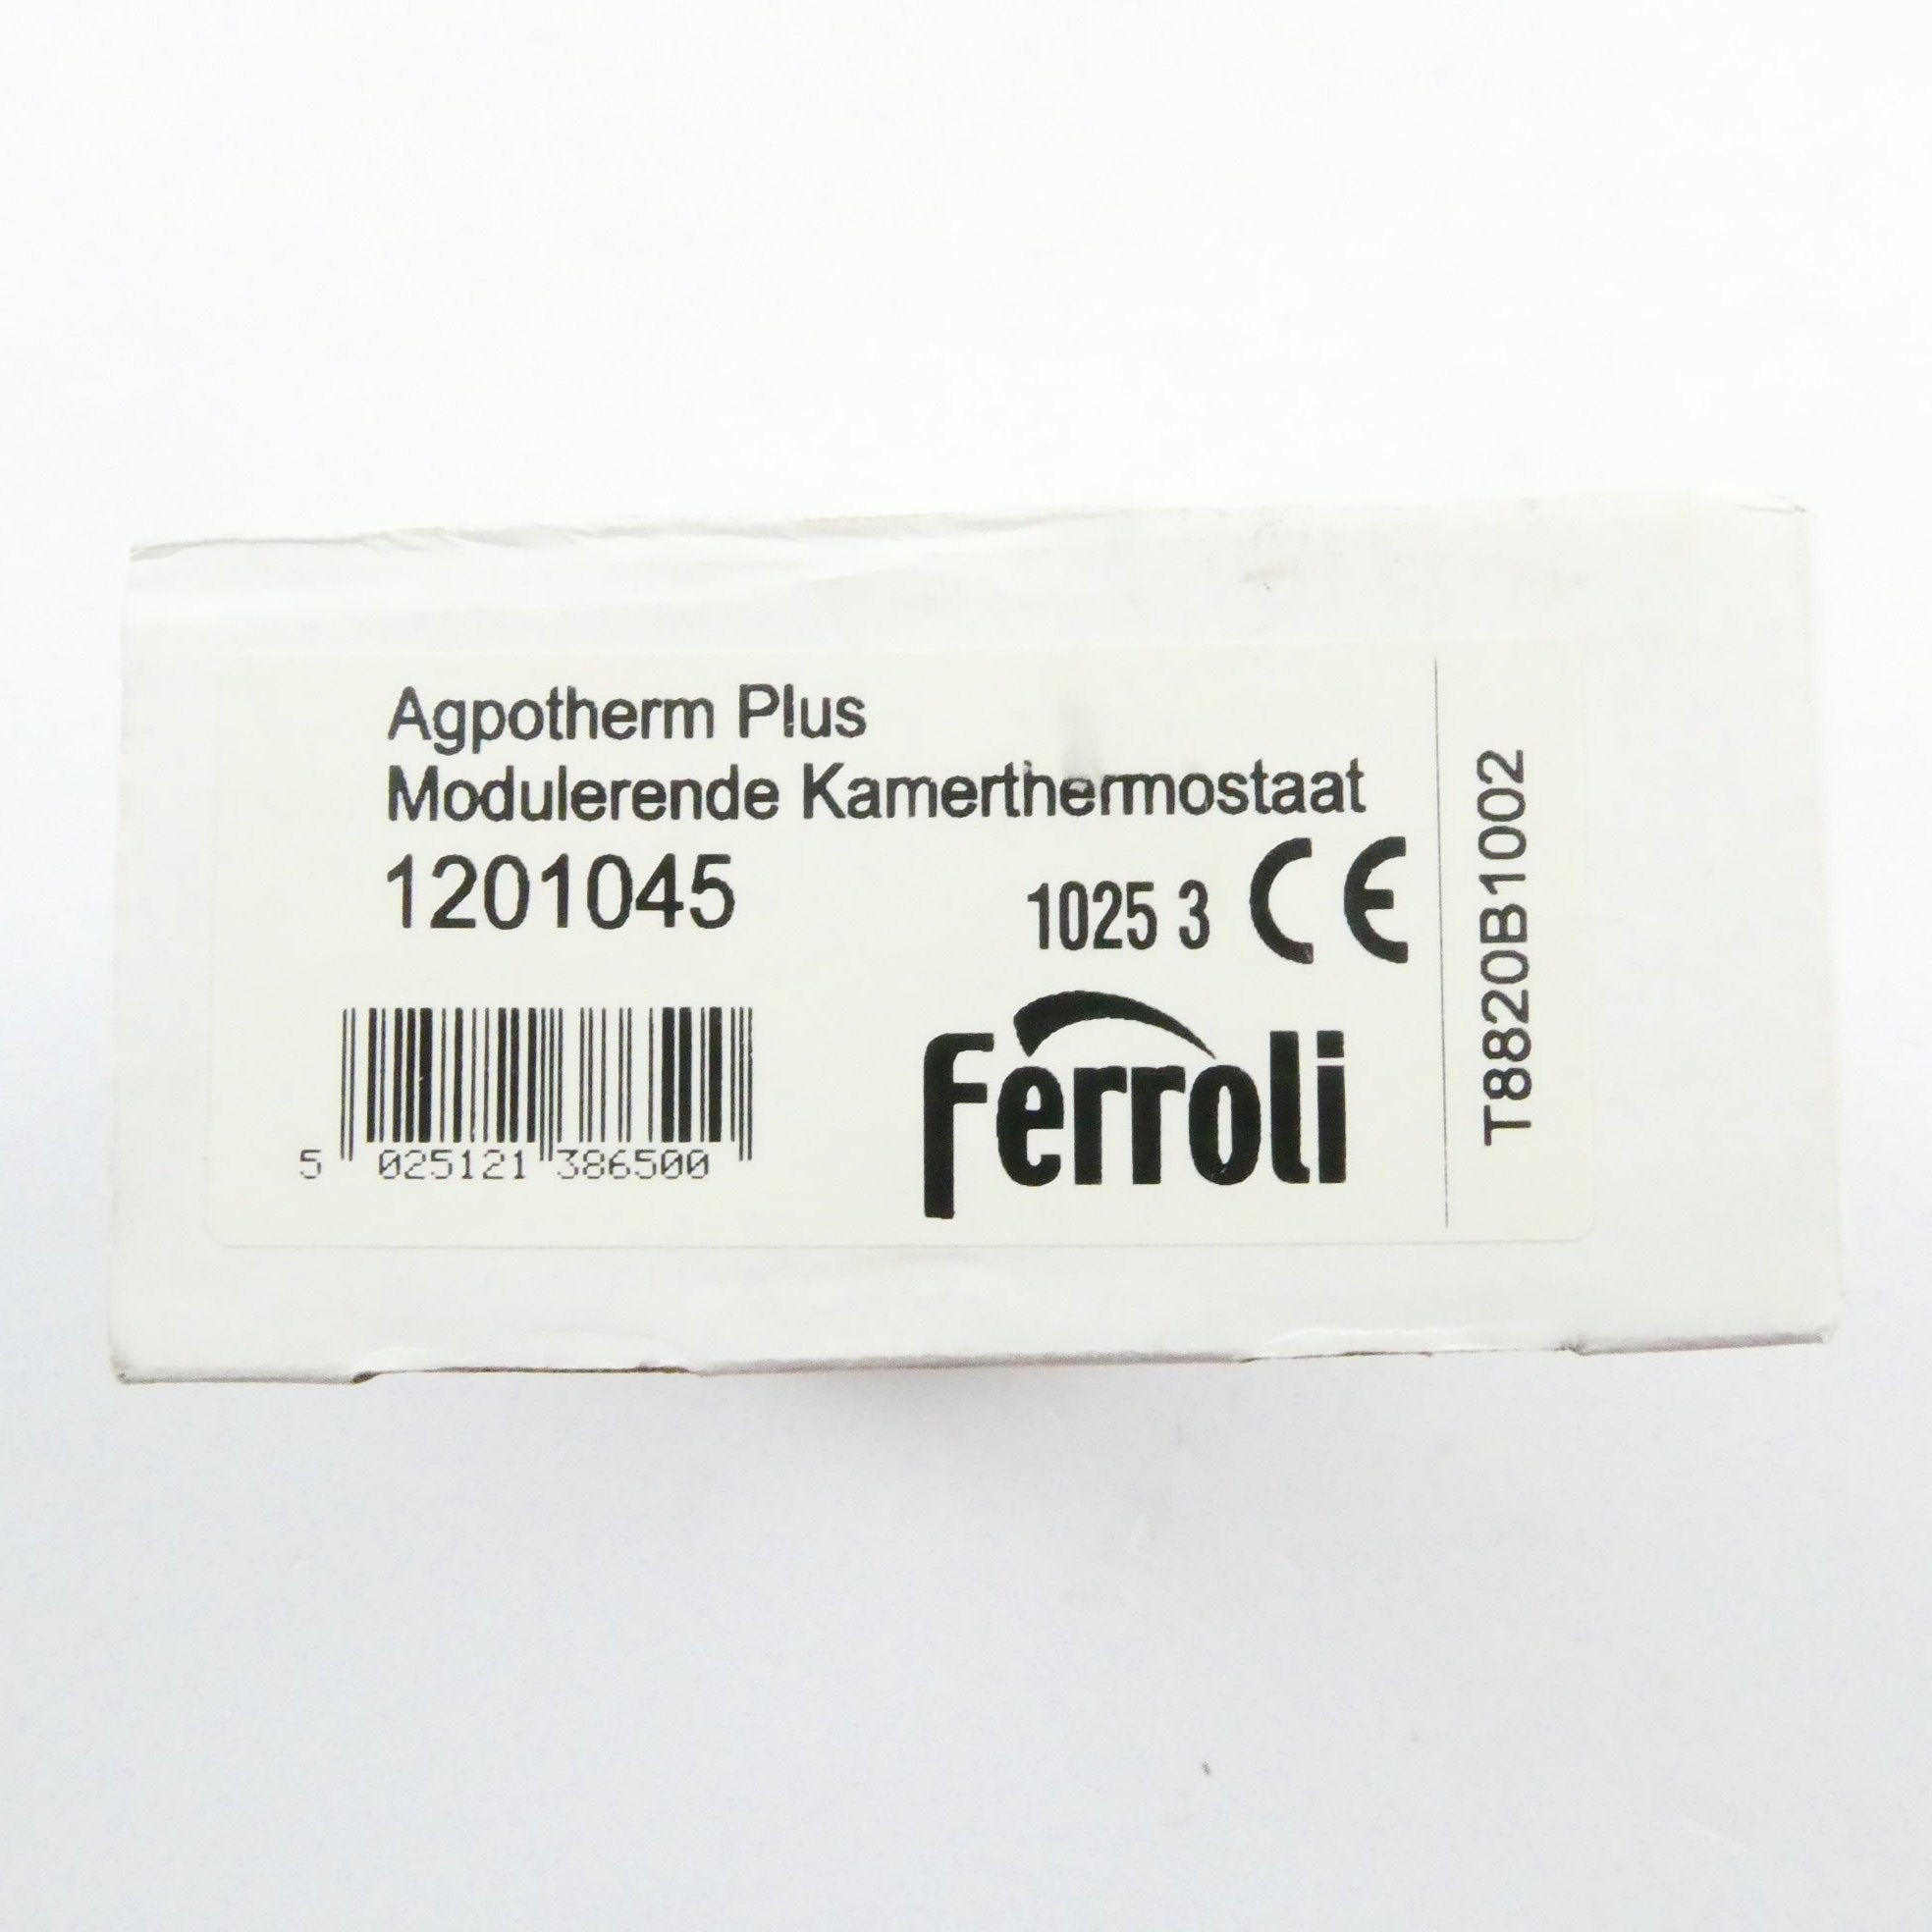 Agpotherm Plus
Modulerende Kamerthermostaat
1201045
1025 3 CE
5 025121 386500
ferroli
T8820B1002